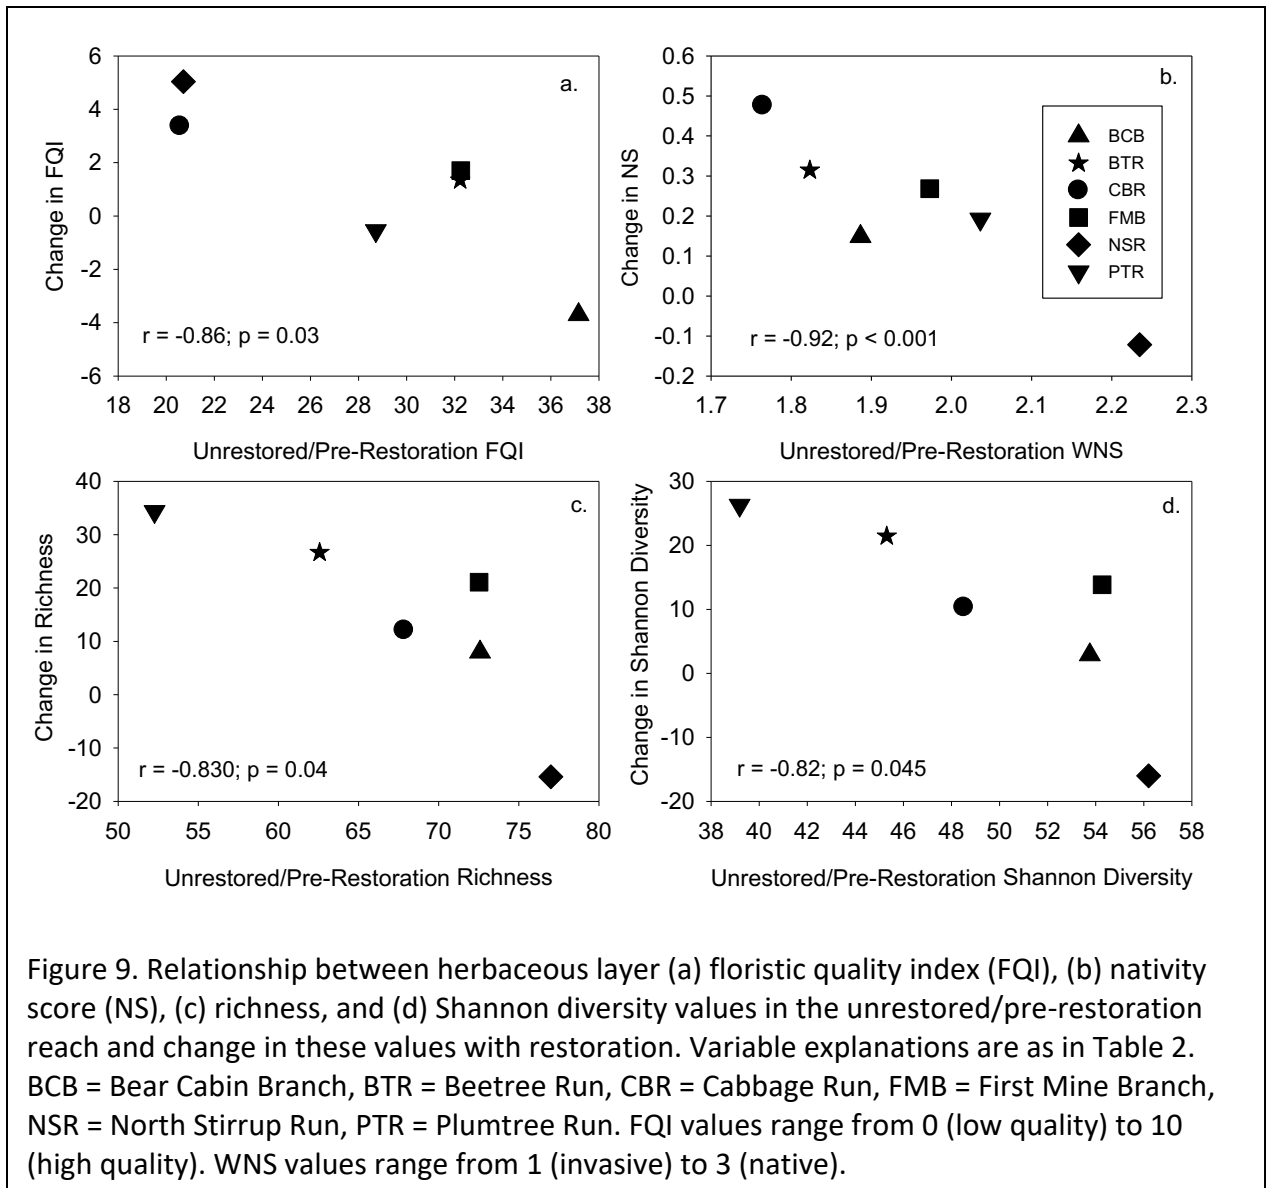 6
4
2
0
-2
-4
-6
Change in FQI
a.
r = -0.86; p = 0.03
18 20 22 24 26 28 30 32 34 36 38
Unrestored/Pre-Restoration FQI
0.6
0.5
0.4
0.3
0.2
0.1
0.0
-0.1
-0.2
Change in NS
b.
BCB
BTR
CBR
FMB
NSR
PTR
r = -0.92; p < 0.001
1.7 1.8 1.9 2.0 2.1 2.2 2.3
Unrestored/Pre-Restoration WNS
40
30
20
10
0
-10
-20
Change in Richness
c.
r = -0.830; p = 0.04
50 55 60 65 70 75 80
Unrestored/Pre-Restoration Richness
30
20
10
0
-10
-20
Change in Shannon Diversity
d.
r = -0.82; p = 0.045
38 40 42 44 46 48 50 52 54 56 58
Unrestored/Pre-Restoration Shannon Diversity
Figure 9. Relationship between herbaceous layer (a) floristic quality index (FQI), (b) nativity
score (NS), (c) richness, and (d) Shannon diversity values in the unrestored/pre-restoration
reach and change in these values with restoration. Variable explanations are as in Table 2.
BCB = Bear Cabin Branch, BTR = Beetree Run, CBR = Cabbage Run, FMB = First Mine Branch,
NSR = North Stirrup Run, PTR = Plumtree Run. FQI values range from 0 (low quality) to 10
(high quality). WNS values range from 1 (invasive) to 3 (native).